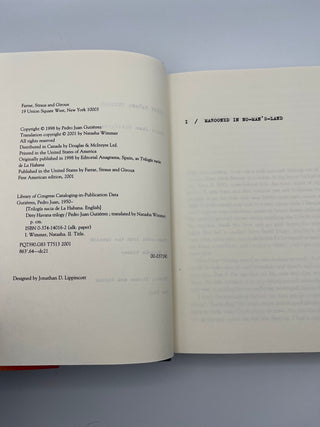 Farrar, Straus and Giroux
19 Union Square West, New York 10003
Copyright © 1998 by Pedro Juan Gutiérrez
Translation copyright © 2001 by Natasha Wimmer
All rights reserved
Distributed in Canada by Douglas & McIntyre Ltd.
Printed in the United States of America
Originally published in 1998 by Editorial Anagrama, Spain, as Trilogía sucia
de La Habana
Published in the United States by Farrar, Straus and Giroux
First American edition, 2001
Library of Congress Cataloging-in-Publication Data
Gutiérrez, Pedro Juan, 1950–
[Trilogía sucia de La Habana. English]
Dirty Havana trilogy / Pedro Juan Gutiérrez ; translated by Natasha Wimmer.
p. cm.
ISBN 0-374-14016-2 (alk. paper)
I. Wimmer, Natasha. II. Title.
PQ7390.G83 T7513 2001
863'.64—dc21
Designed by Jonathan D. Lippincott
I / MAROONED IN NO-MAN'S-LAND